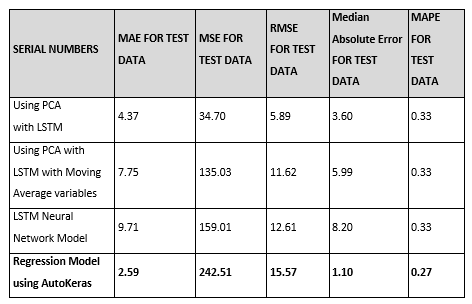 SERIAL NUMBERS
MAE FOR TEST
DATA
MSE FOR
TEST DATA
RMSE
FOR TEST
DATA
Median
Absolute Error
FOR TEST
DATA
MAPE
FOR
TEST
DATA
Using PCA
with LSTM
4.37
34.70
5.89
3.60
0.33
Using PCA with
LSTM with Moving
Average variables
7.75
135.03
11.62
5.99
0.33
LSTM Neural
Network Model
9.71
159.01
12.61
8.20
0.33
Regression Model
using AutoKeras
2.59
242.51
15.57
1.10
0.27